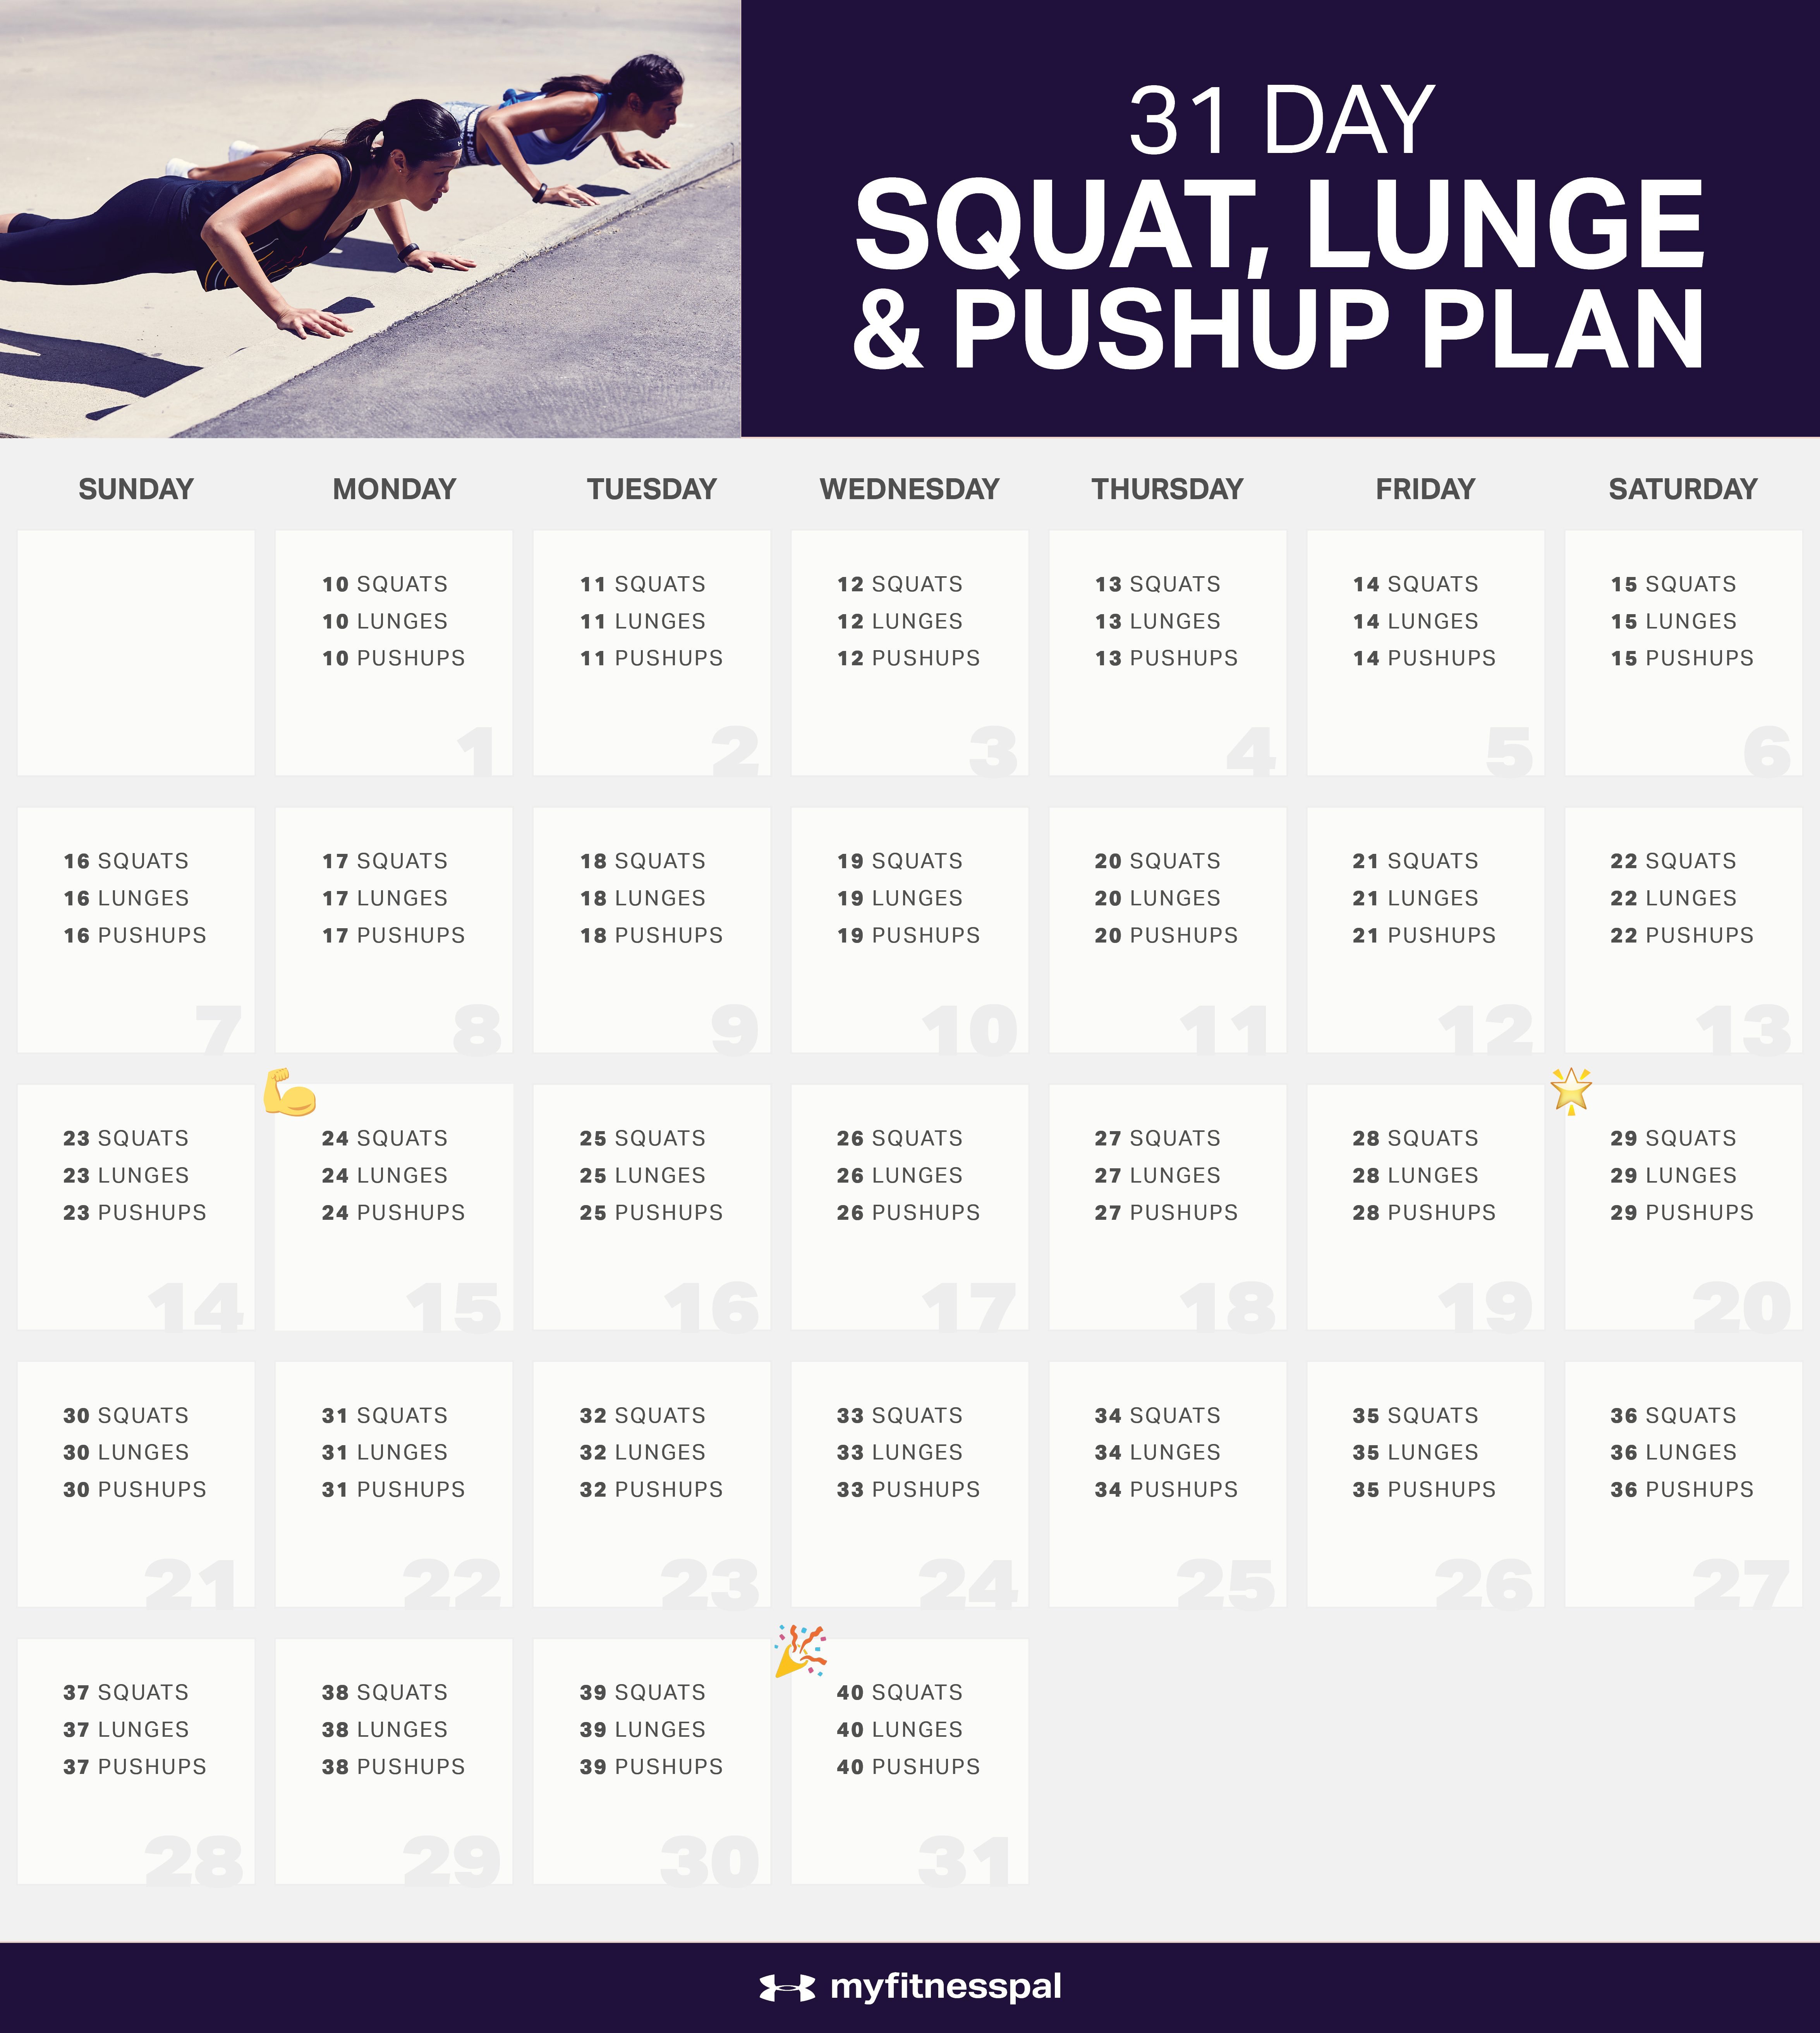 31 DAY
SQUAT, LUNGE
& PUSHUP PLAN
SUNDAY MONDAY TUESDAY WEDNESDAY THURSDAY FRIDAY SATURDAY
10 SQUATS
10 LUNGES
10 PUSHUPS
1
11 SQUATS
11 LUNGES
11 PUSHUPS
2
12 SQUATS
12 LUNGES
12 PUSHUPS
3
13 SQUATS
13 LUNGES
13 PUSHUPS
4
14 SQUATS
14 LUNGES
14 PUSHUPS
5
15 SQUATS
15 LUNGES
15 PUSHUPS
6
16 SQUATS
16 LUNGES
16 PUSHUPS
7
17 SQUATS
17 LUNGES
17 PUSHUPS
8
18 SQUATS
18 LUNGES
18 PUSHUPS
9
19 SQUATS
19 LUNGES
19 PUSHUPS
10
20 SQUATS
20 LUNGES
20 PUSHUPS
11
21 SQUATS
21 LUNGES
21 PUSHUPS
12
22 SQUATS
22 LUNGES
22 PUSHUPS
13
23 SQUATS
23 LUNGES
23 PUSHUPS
14
24 SQUATS
24 LUNGES
24 PUSHUPS
15
25 SQUATS
25 LUNGES
25 PUSHUPS
16
26 SQUATS
26 LUNGES
26 PUSHUPS
17
27 SQUATS
27 LUNGES
27 PUSHUPS
18
28 SQUATS
28 LUNGES
28 PUSHUPS
19
29 SQUATS
29 LUNGES
29 PUSHUPS
20
30 SQUATS
30 LUNGES
30 PUSHUPS
21
31 SQUATS
31 LUNGES
31 PUSHUPS
22
32 SQUATS
32 LUNGES
32 PUSHUPS
23
33 SQUATS
33 LUNGES
33 PUSHUPS
24
34 SQUATS
34 LUNGES
34 PUSHUPS
25
35 SQUATS
35 LUNGES
35 PUSHUPS
26
36 SQUATS
36 LUNGES
36 PUSHUPS
27
37 SQUATS
37 LUNGES
37 PUSHUPS
28
38 SQUATS
38 LUNGES
38 PUSHUPS
29
39 SQUATS
39 LUNGES
39 PUSHUPS
30
40 SQUATS
40 LUNGES
40 PUSHUPS
31
myfitnesspal